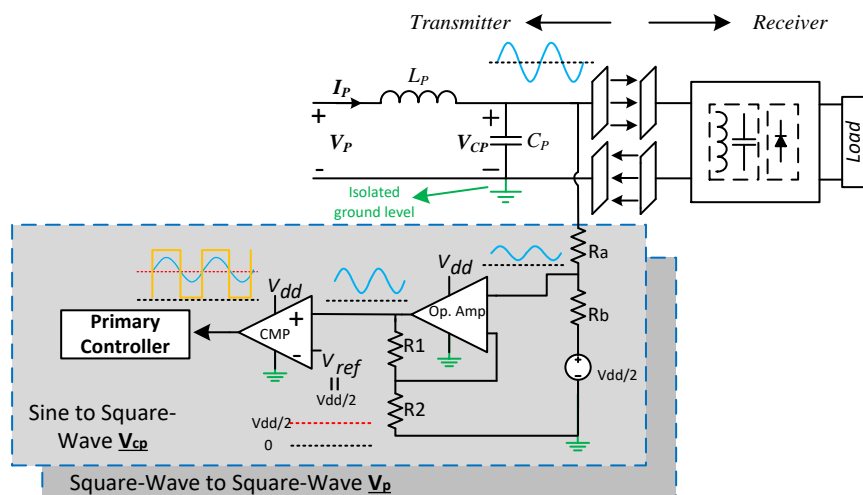 Transmitter
Receiver
I_P
L_P
+
V_P
-
+
V_CP
−
C_P
Isolated
ground level
Load
Ra
Rb
+
-
Vdd/2
V_dd
Op. Amp
R1
R2
V_dd
+
CMP
-
V_ref
=
Vdd/2
Primary
Controller
Vdd/2
0
Sine to Square-
Wave V_cp
Square-Wave to Square-Wave V_p